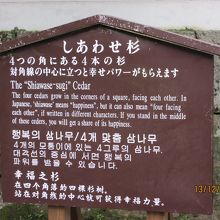 しあわせ杉
4つの角にある4本の杉
対角線の中心に立つと幸せパワーがもらえます
The "Shiawase-sugi" Cedar
The four cedars grow in the corners of a square, facing each other. In
Japanese, 'shiawase' means "happiness", but it can also mean "four facing
each other", if written in different characters. If you stand in the middle
of these cedars, you will get a share of its happiness.
행복의 삼나무/4개 맞춤 삼나무
4개의 모퉁이에 있는 4그루의 삼나무.
대각선의 중심에 서면 행복의
파워를 받을 수 있습니다.
幸福之杉
在四个角落的四棵杉树。
站在对角线的中心就可获得幸福力量。
13/12/